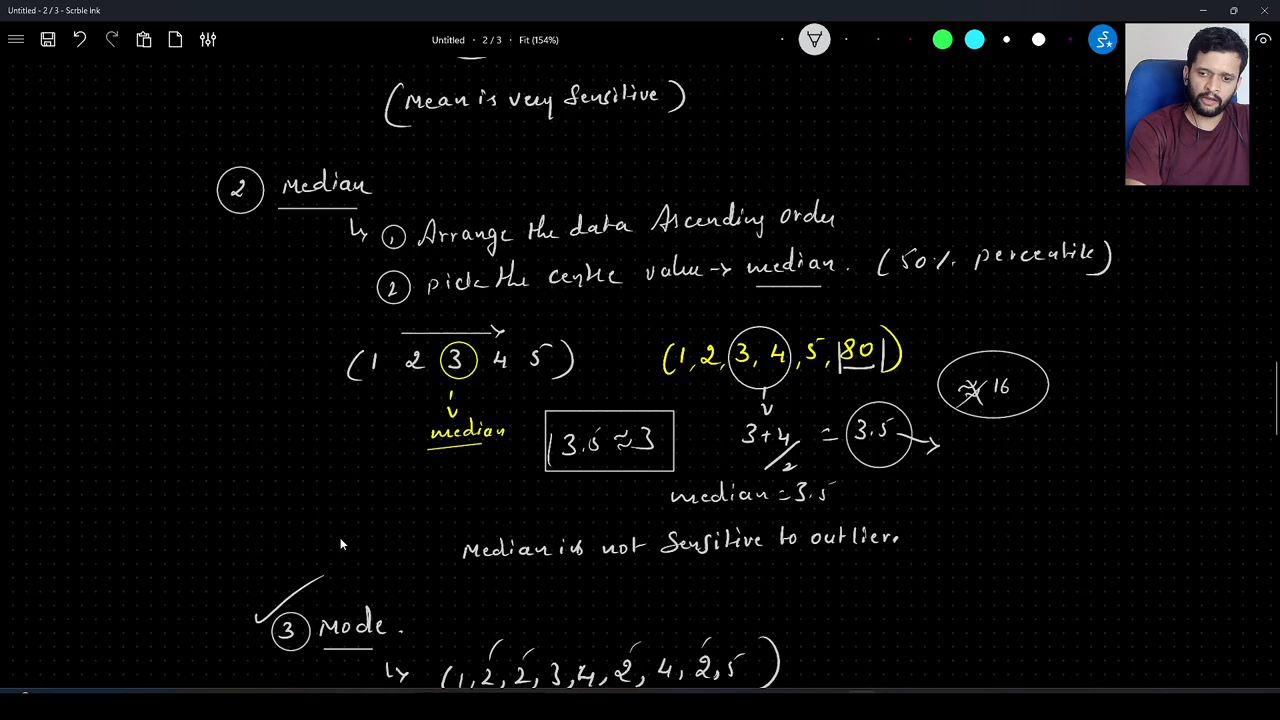 Untitled - 2 / 3 - Scrble Ink
Untitled · 2 / 3 · Fit (154%)
(Mean is very Sensitive)
2 Median
1 Arrange the data Ascending order
2 pick the centre value → median. (50% percentile)
(1 2 3 4 5)
(1, 2, 3, 4, 5, 80)
≈ 16
median
3.5 ≈ 3
3+4/2 = 3.5 →
median = 3.5
Median is not Sensitive to outlier.
3 Mode.
(1, 2, 2, 3, 4, 2, 4, 2, 5)